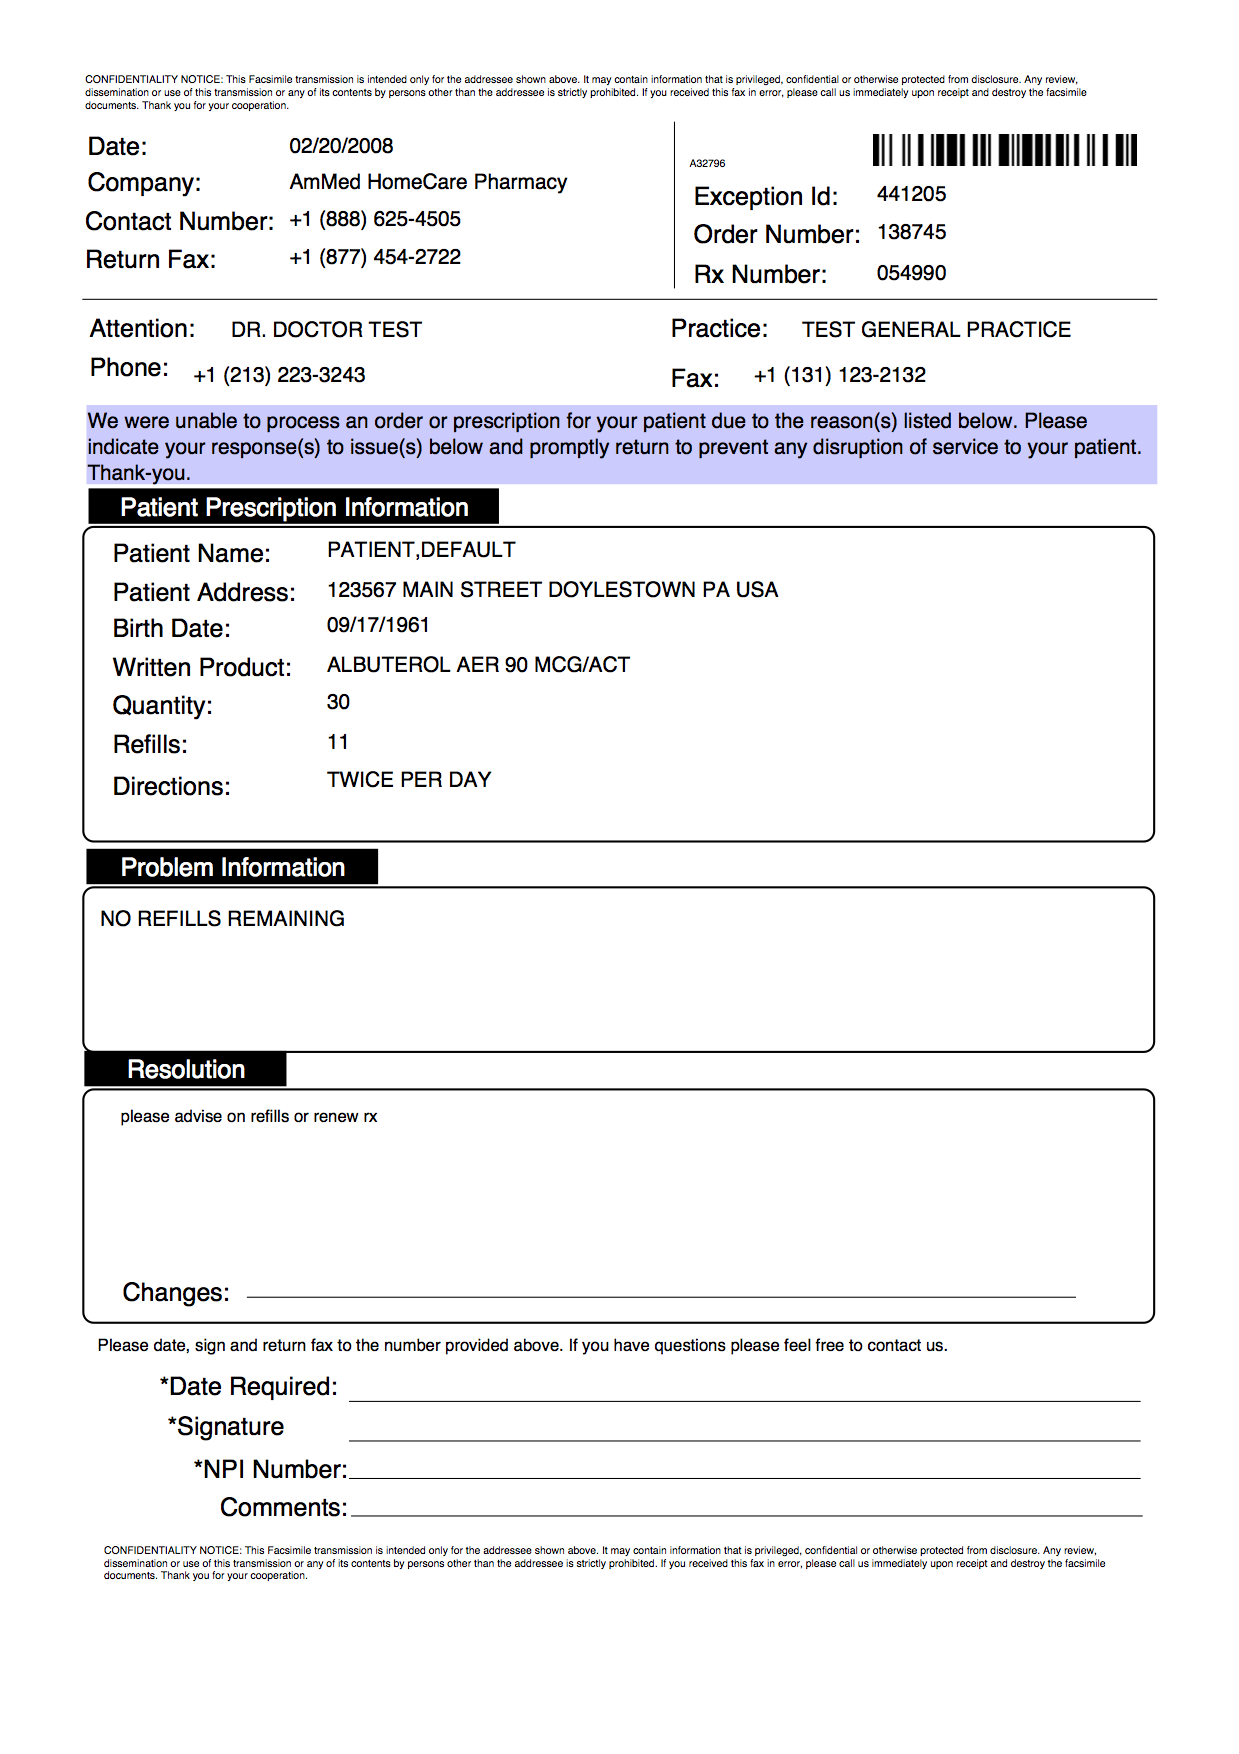 CONFIDENTIALITY NOTICE: This Facsimile transmission is intended only for the addressee shown above. It may contain information that is privileged, confidential or otherwise protected from disclosure. Any review,
dissemination or use of this transmission or any of its contents by persons other than the addressee is strictly prohibited. If you received this fax in error, please call us immediately upon receipt and destroy the facsimile
documents. Thank you for your cooperation.
Date: 02/20/2008
Company: AmMed HomeCare Pharmacy
Contact Number: +1 (888) 625-4505
Return Fax: +1 (877) 454-2722
A32796
Exception Id: 441205
Order Number: 138745
Rx Number: 054990
Attention: DR. DOCTOR TEST
Practice: TEST GENERAL PRACTICE
Phone: +1 (213) 223-3243
Fax: +1 (131) 123-2132
We were unable to process an order or prescription for your patient due to the reason(s) listed below. Please
indicate your response(s) to issue(s) below and promptly return to prevent any disruption of service to your patient.
Thank-you.
Patient Prescription Information
Patient Name: PATIENT,DEFAULT
Patient Address: 123567 MAIN STREET DOYLESTOWN PA USA
Birth Date: 09/17/1961
Written Product: ALBUTEROL AER 90 MCG/ACT
Quantity: 30
Refills: 11
Directions: TWICE PER DAY
Problem Information
NO REFILLS REMAINING
Resolution
please advise on refills or renew rx
Changes:
Please date, sign and return fax to the number provided above. If you have questions please feel free to contact us.
*Date Required:
*Signature
*NPI Number:
Comments:
CONFIDENTIALITY NOTICE: This Facsimile transmission is intended only for the addressee shown above. It may contain information that is privileged, confidential or otherwise protected from disclosure. Any review,
dissemination or use of this transmission or any of its contents by persons other than the addressee is strictly prohibited. If you received this fax in error, please call us immediately upon receipt and destroy the facsimile
documents. Thank you for your cooperation.